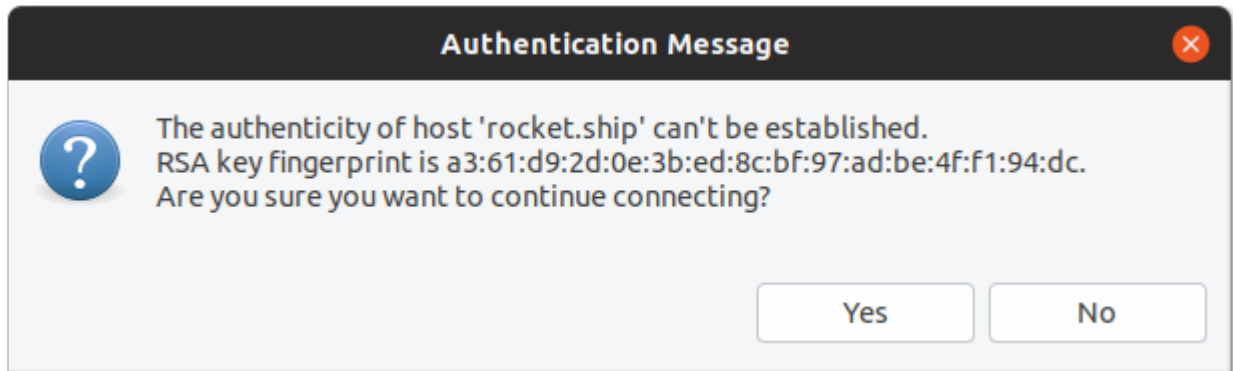 Authentication Message
The authenticity of host 'rocket.ship' can't be established.
RSA key fingerprint is a3:61:d9:2d:0e:3b:ed:8c:bf:97:ad:be:4f:f1:94:dc.
Are you sure you want to continue connecting?
Yes
No